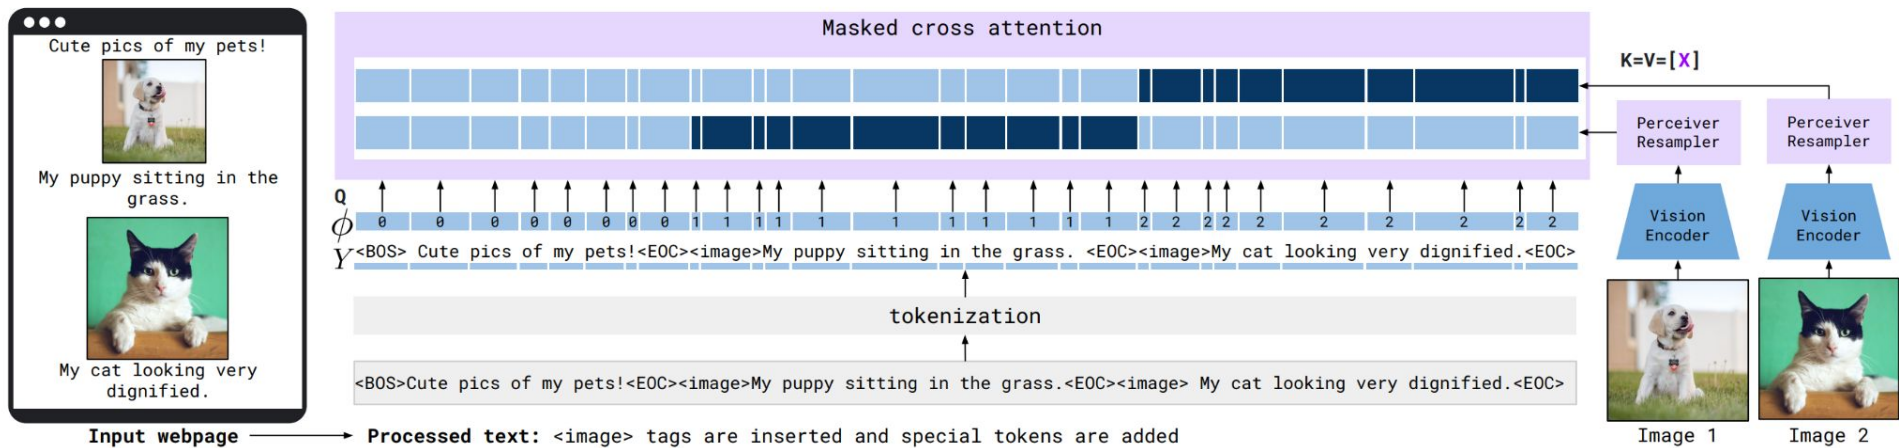 Cute pics of my pets!
My puppy sitting in the
grass.
My cat looking very
dignified.
Input webpage
Masked cross attention
K=V=[X]
Perceiver
Resampler
Perceiver
Resampler
Vision
Encoder
Vision
Encoder
Image 1
Image 2
Q
ϕ 0 0 0 0 0 0 0 0 1 1 1 1 1 1 1 1 1 1 1 2 2 2 2 2 2 2 2 2 2 2
Y <BOS> Cute pics of my pets!<EOC><image>My puppy sitting in the grass. <EOC><image>My cat looking very dignified.<EOC>
tokenization
<BOS>Cute pics of my pets!<EOC><image>My puppy sitting in the grass.<EOC><image> My cat looking very dignified.<EOC>
Processed text: <image> tags are inserted and special tokens are added